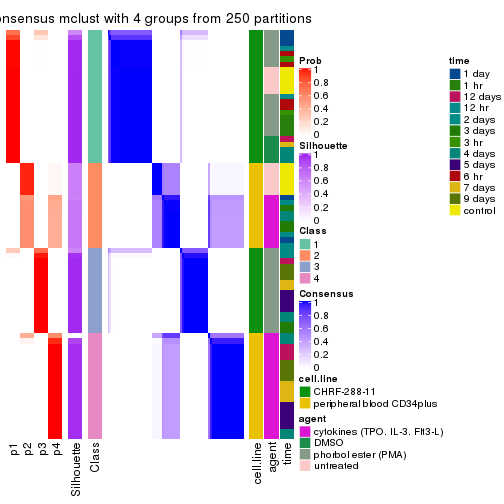 onsensus mclust with 4 groups from 250 partitions
Prob
1
0.8
0.6
0.4
0.2
0
Silhouette
1
0.8
0.6
0.4
0.2
0
Class
1
2
3
4
Consensus
1
0.8
0.6
0.4
0.2
0
cell.line
CHRF-288-11
peripheral blood CD34plus
agent
cytokines (TPO, IL-3, Flt3-L)
DMSO
phorbol ester (PMA)
untreated
time
1 day
1 hr
12 days
12 hr
2 days
3 days
3 hr
4 days
5 days
6 hr
7 days
9 days
control
p1
p2
p3
p4
Silhouette
Class
cell.line
agent
time